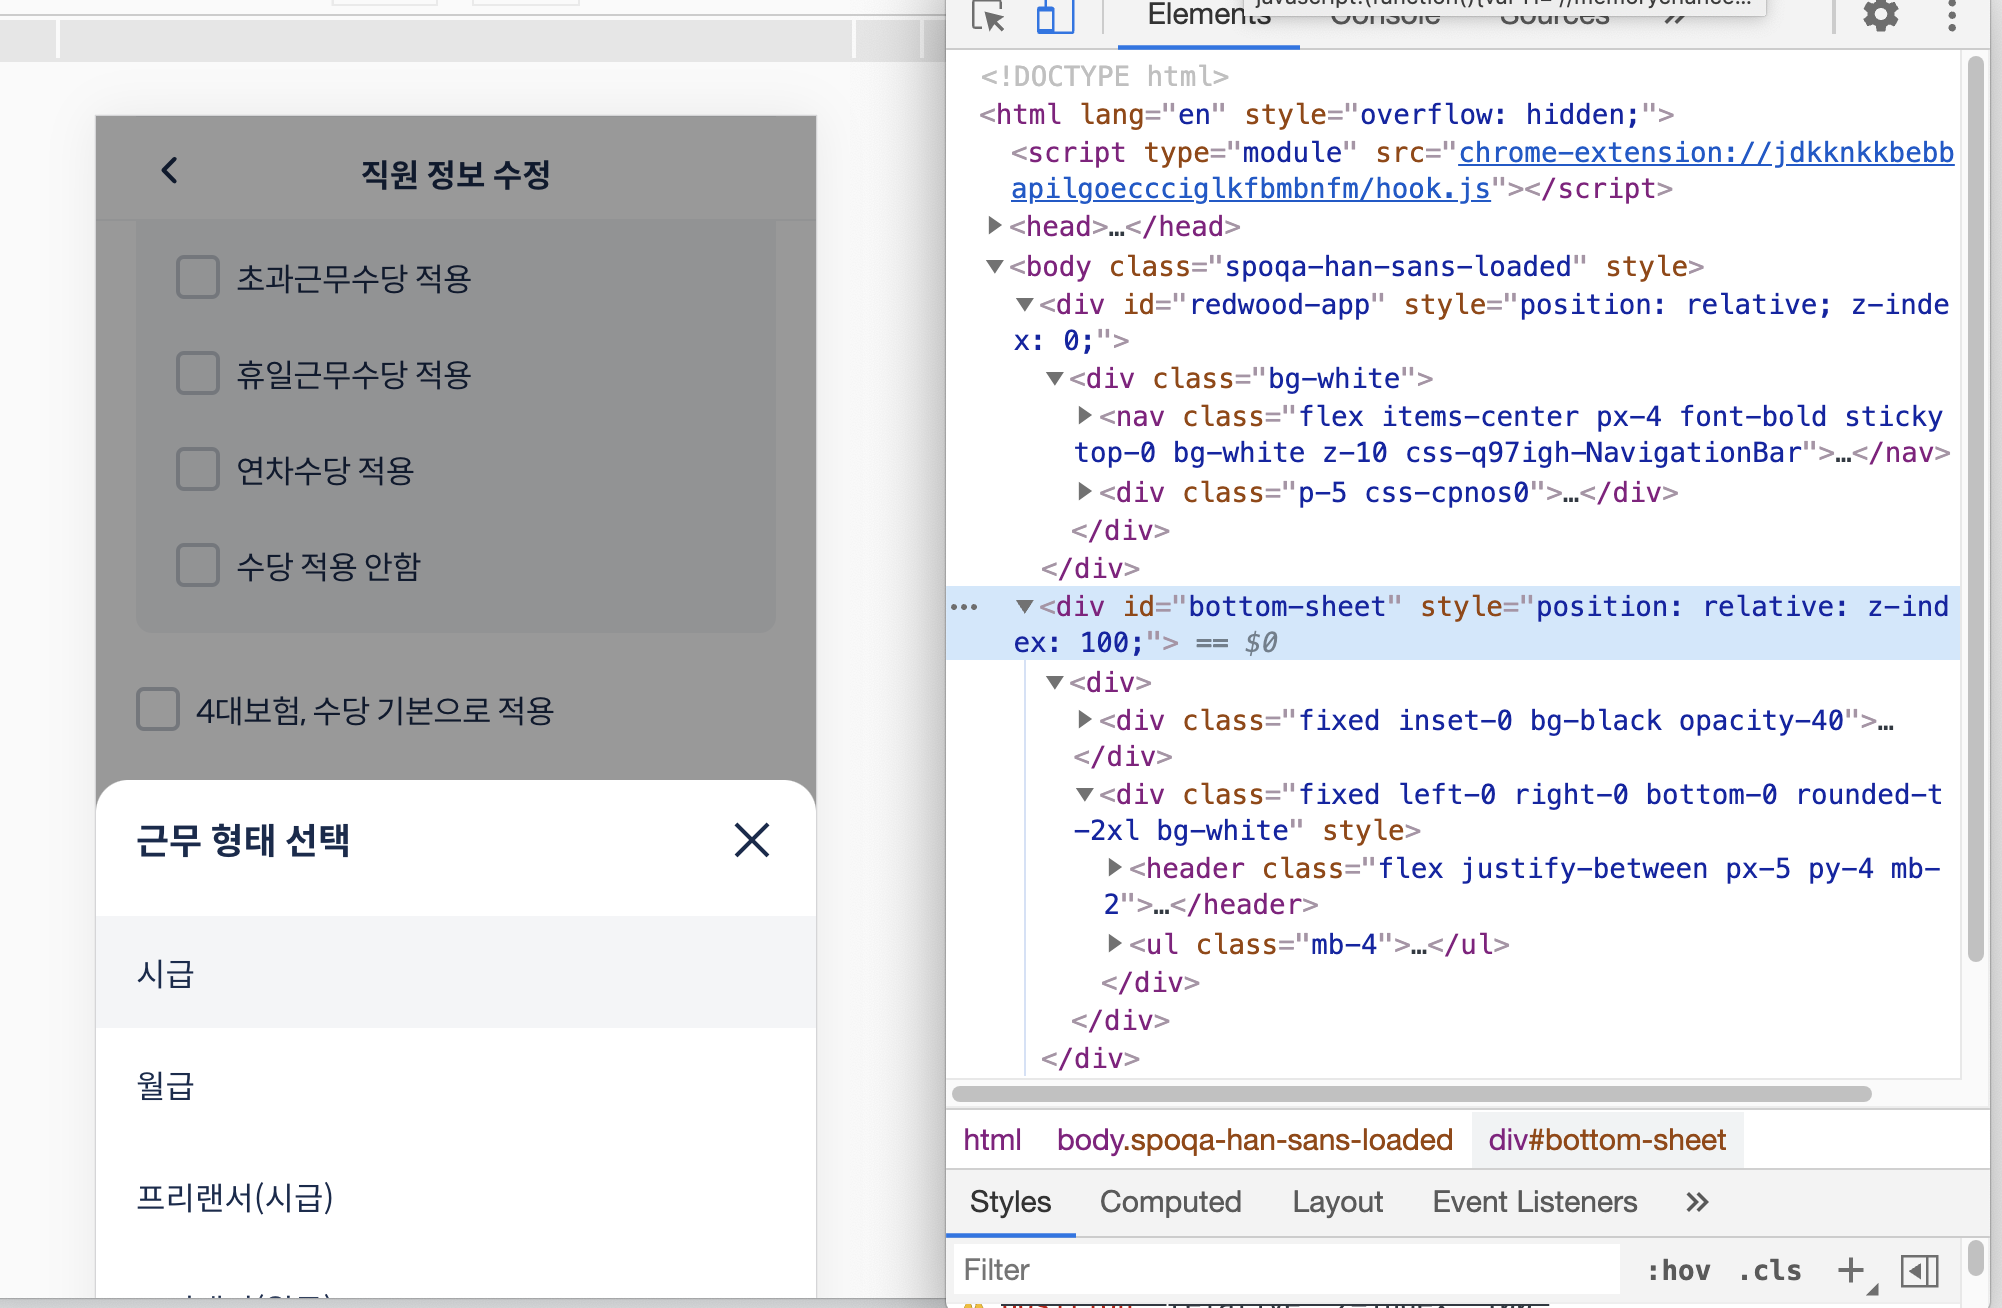 직원 정보 수정
초과근무수당 적용
휴일근무수당 적용
연차수당 적용
수당 적용 안함
4대보험, 수당 기본으로 적용
근무 형태 선택
시급
월급
프리랜서(시급)
Elements
Console
Sources
<!DOCTYPE html>
<html lang="en" style="overflow: hidden;">
<script type="module" src="chrome-extension://jdkknkkbebb
apilgoeccciglkfbmbnfm/hook.js"></script>
<head>…</head>
<body class="spoqa-han-sans-loaded" style>
<div id="redwood-app" style="position: relative; z-inde
x: 0;">
<div class="bg-white">
<nav class="flex items-center px-4 font-bold sticky
top-0 bg-white z-10 css-q97igh-NavigationBar">…</nav>
<div class="p-5 css-cpnos0">…</div>
</div>
</div>
<div id="bottom-sheet" style="position: relative: z-ind
ex: 100;"> == $0
<div>
<div class="fixed inset-0 bg-black opacity-40">…
</div>
<div class="fixed left-0 right-0 bottom-0 rounded-t
-2xl bg-white" style>
<header class="flex justify-between px-5 py-4 mb-
2">…</header>
<ul class="mb-4">…</ul>
</div>
</div>
</div>
html body.spoqa-han-sans-loaded div#bottom-sheet
Styles Computed Layout Event Listeners »
Filter :hov .cls +